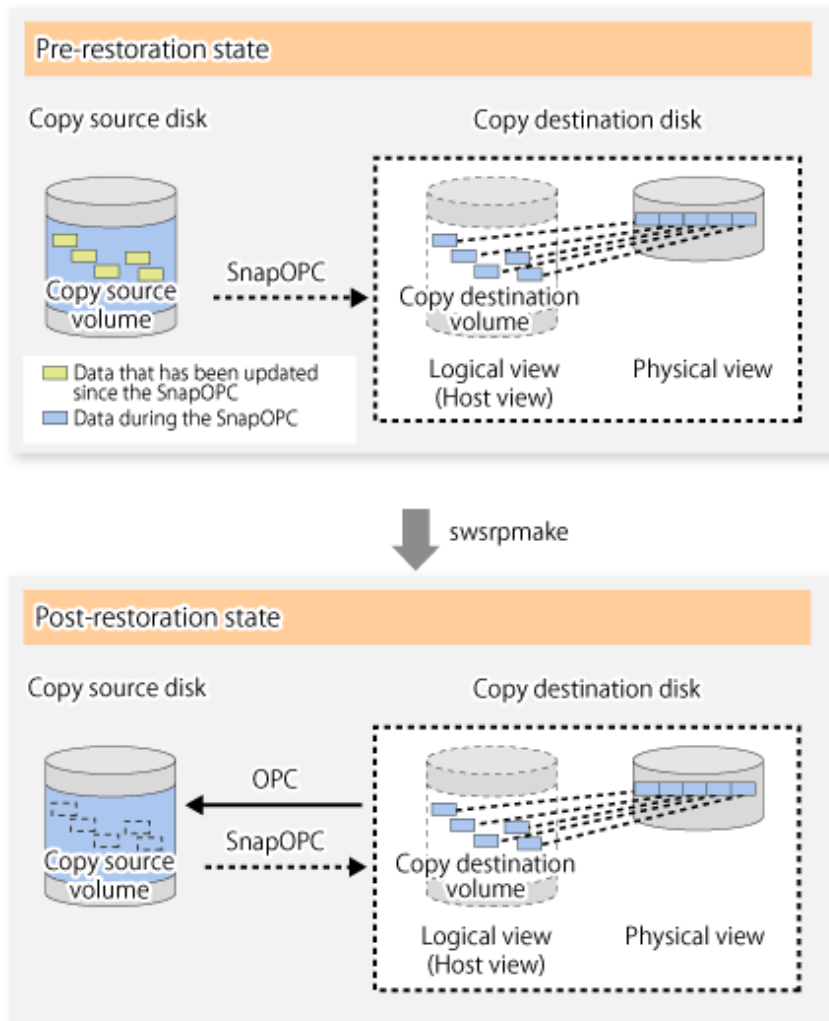 Pre-restoration state
Copy source disk
Copy destination disk
SnapOPC
Copy source
volume
Copy destination
volume
Data that has been updated
since the SnapOPC
Data during the SnapOPC
Logical view
(Host view)
Physical view
swsrpmake
Post-restoration state
Copy source disk
Copy destination disk
OPC
SnapOPC
Copy source
volume
Copy destination
volume
Logical view
(Host view)
Physical view